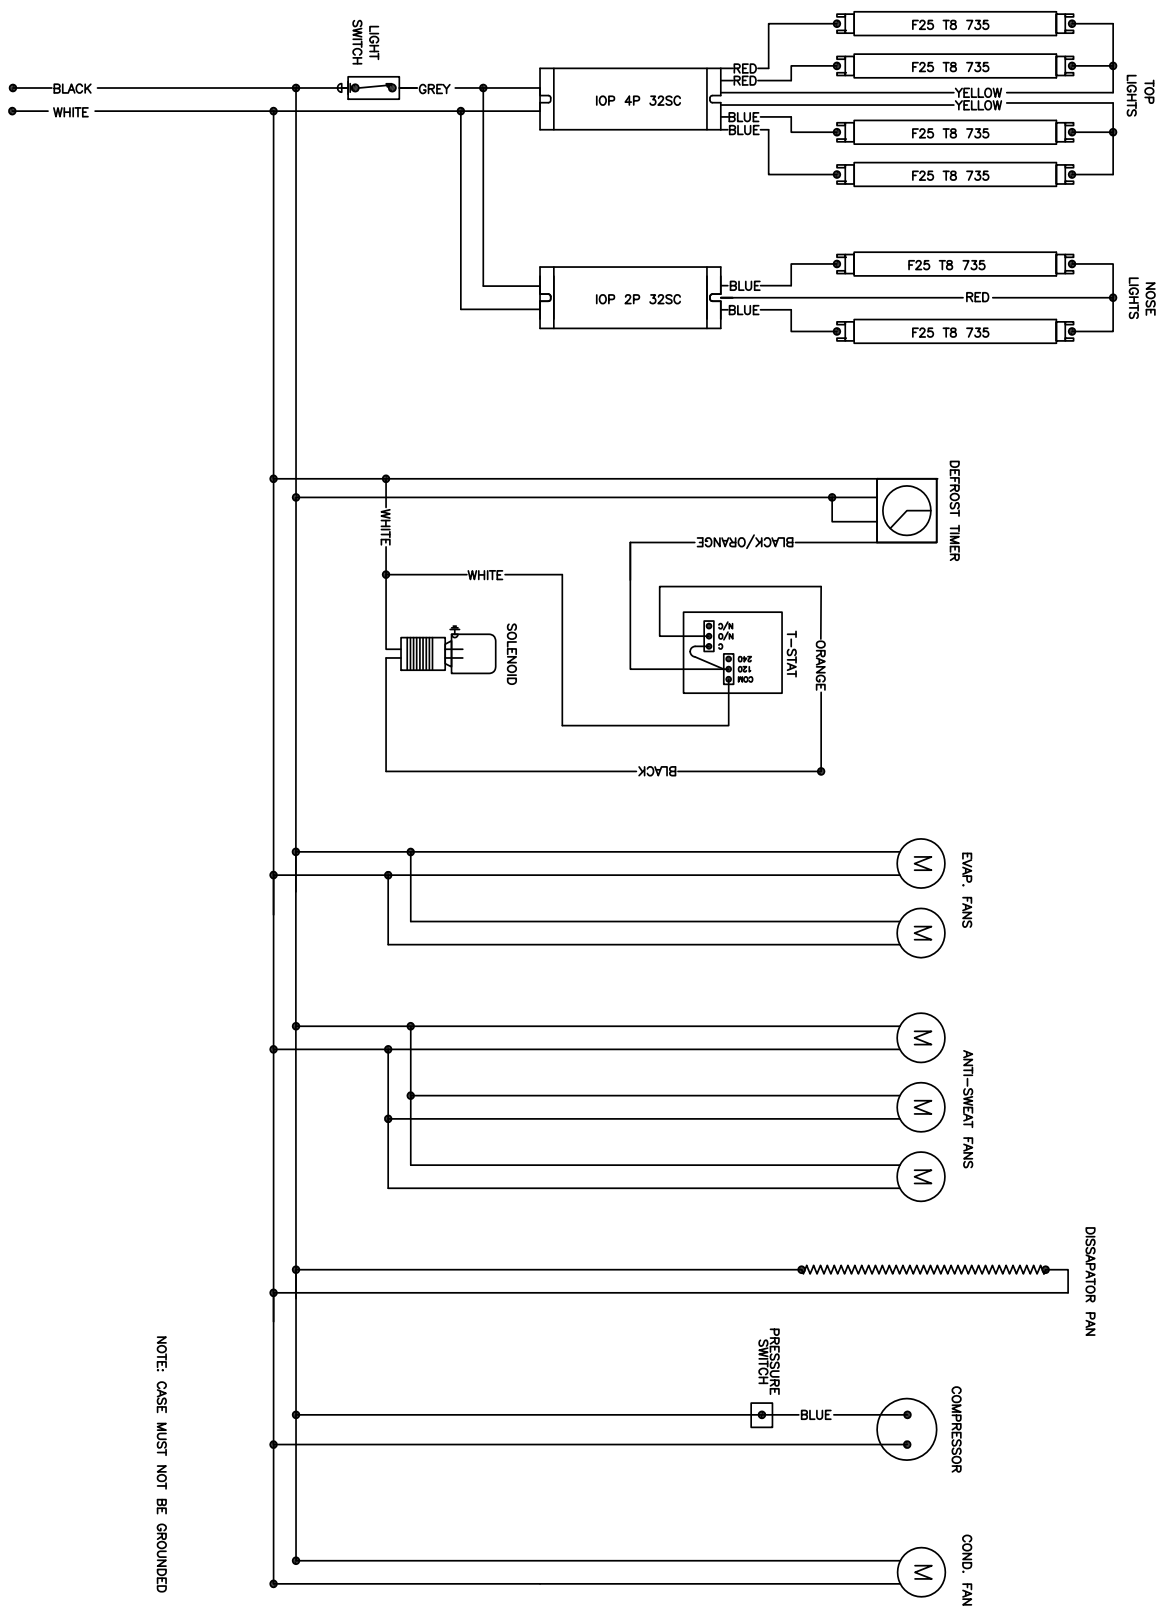 LIGHT
SWITCH
BLACK
WHITE
GREY
IOP 4P 32SC
RED
RED
YELLOW
YELLOW
BLUE
BLUE
F25 T8 735
F25 T8 735
F25 T8 735
F25 T8 735
TOP
LIGHTS
IOP 2P 32SC
BLUE
RED
BLUE
F25 T8 735
F25 T8 735
NOSE
LIGHTS
DEFROST TIMER
BLACK/ORANGE
WHITE
WHITE
SOLENOID
T-STAT
N/C
N/O
C
240
120
COM
ORANGE
BLACK
EVAP. FANS
M
M
ANTI-SWEAT FANS
M
M
M
DISSAPATOR PAN
PRESSURE
SWITCH
BLUE
COMPRESSOR
COND. FAN
M
NOTE: CASE MUST NOT BE GROUNDED